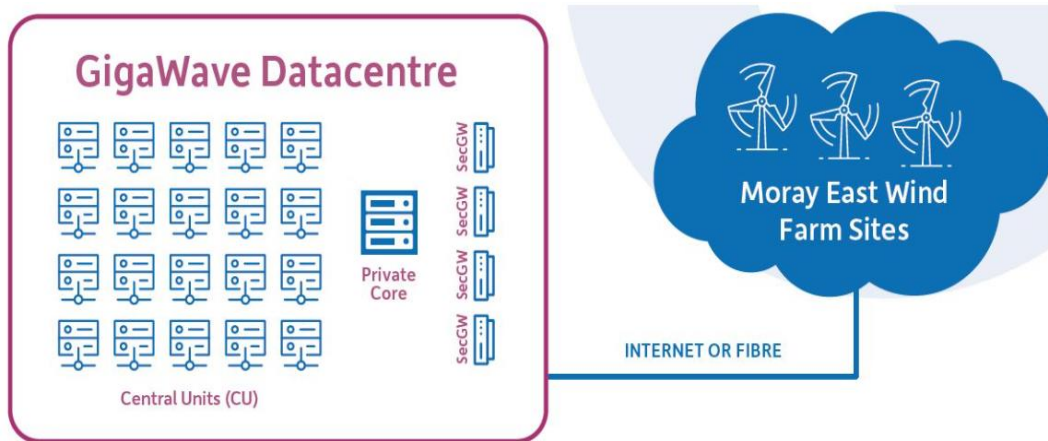 GigaWave Datacentre
SecGW
SecGW
SecGW
SecGW
Private
Core
Central Units (CU)
Moray East Wind
Farm Sites
INTERNET OR FIBRE